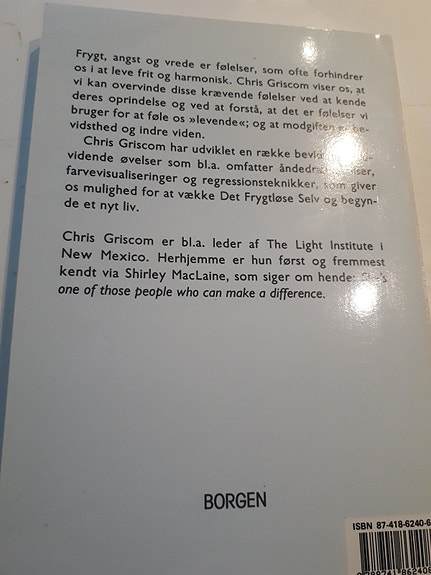 Frygt, angst og vrede er følelser, som ofte forhindrer
os i at leve frit og harmonisk. Chris Griscom viser os, at
vi kan overvinde disse krævende følelser ved at kende
deres oprindelse og ved at forstå, at det er følelser vi
bruger for at føle os »levende«; og at modgiften er be-
vidsthed og indre viden.
Chris Griscom har udviklet en række
vidende øvelser som bl.a. omfatter
farvevisualiseringer og regressionsteknikker, som giver
os mulighed for at vække Det Frygtløse Selv og begyn-
de et nyt liv.
Chris Griscom er bl.a. leder af The Light Institute i
New Mexico. Herhjemme er hun først og fremmest
kendt via Shirley MacLaine, som siger om hende: She's
one of those people who can make a difference.
BORGEN
ISBN 87-418-6240-6